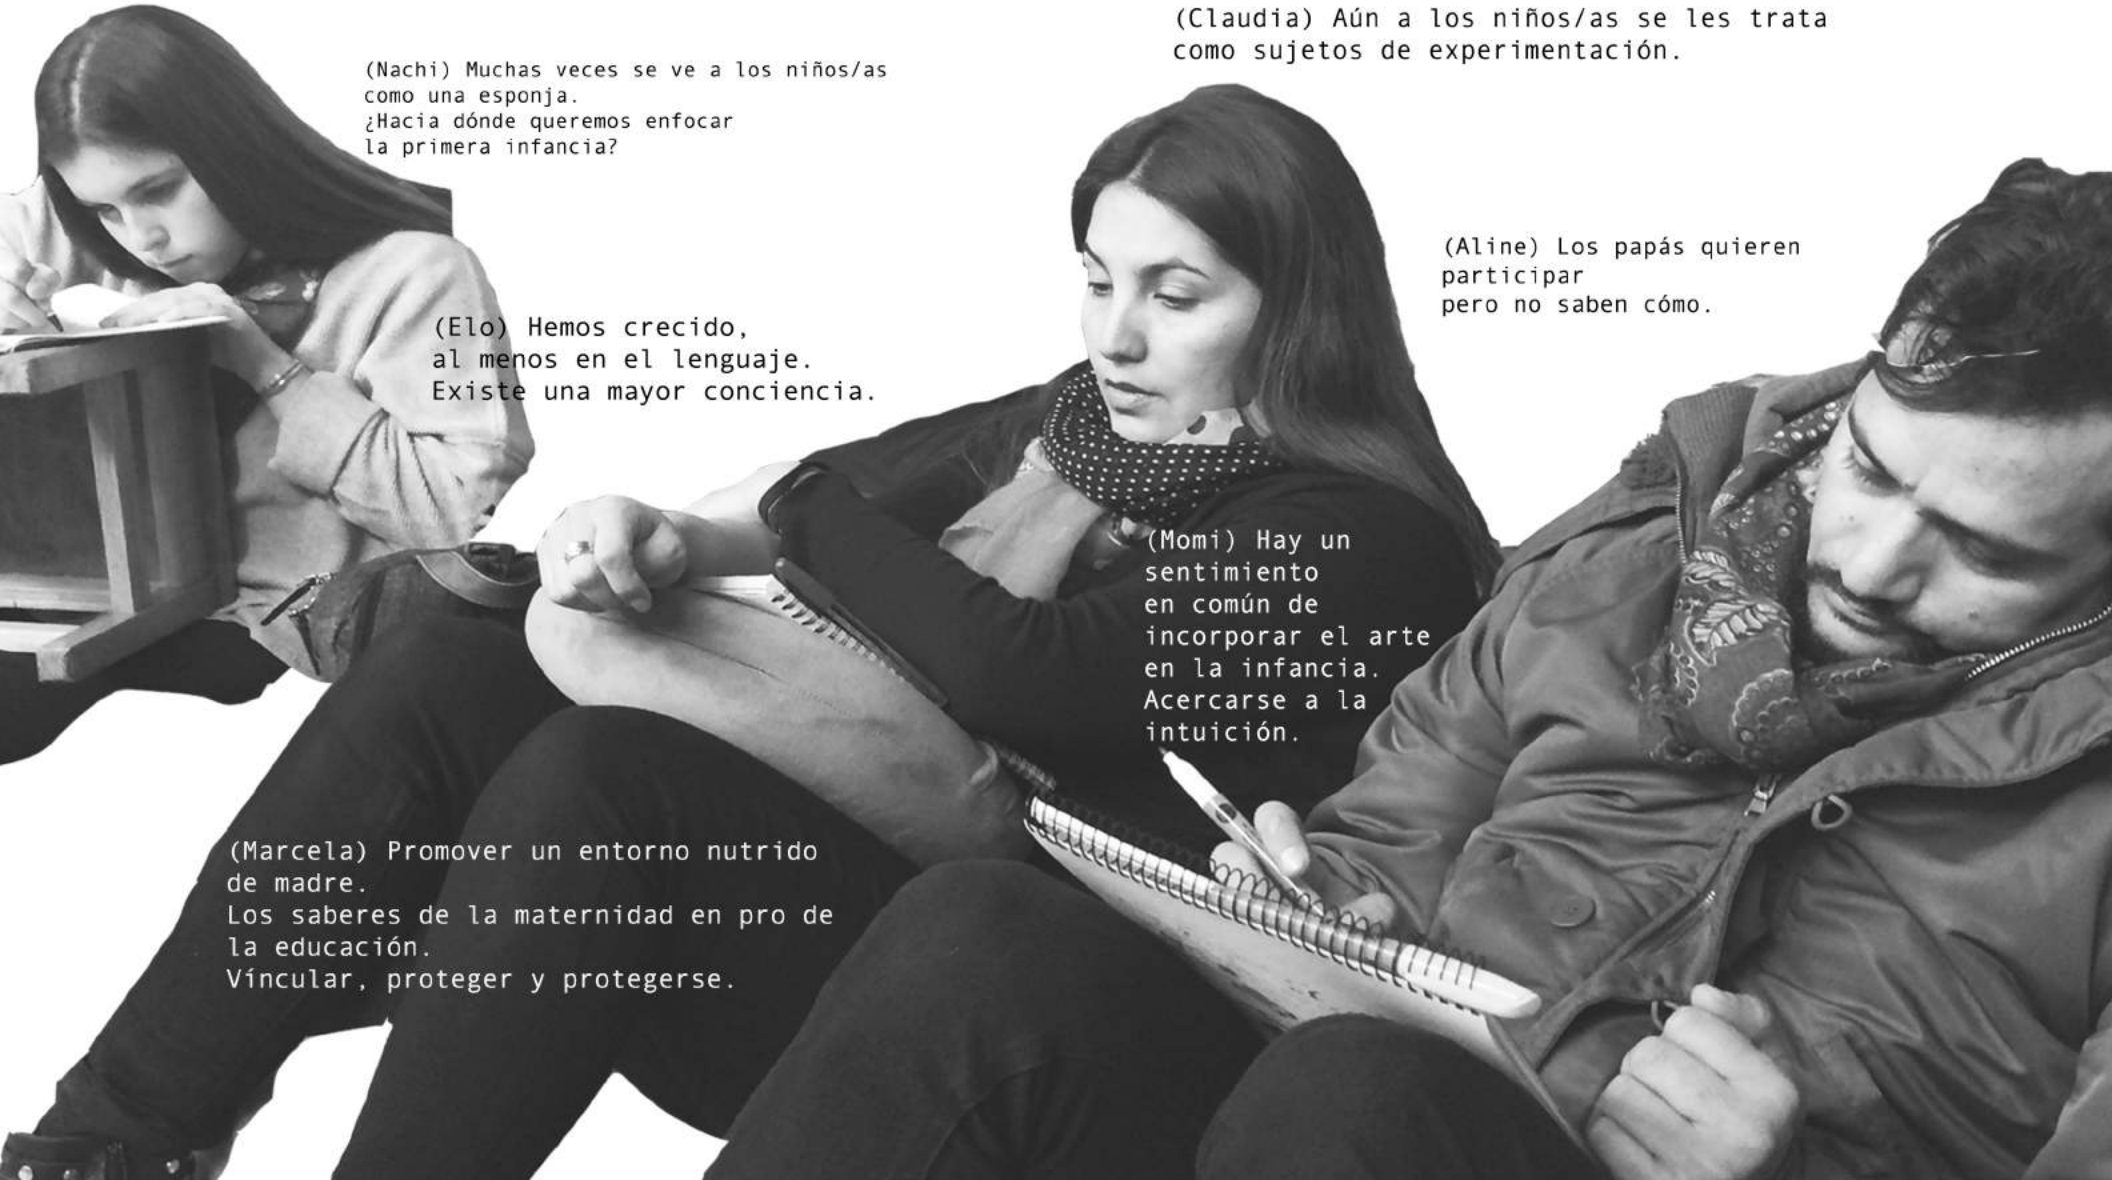 (Claudia) Aún a los niños/as se les trata
como sujetos de experimentación.
(Nachi) Muchas veces se ve a los niños/as
como una esponja.
¿Hacia dónde queremos enfocar
la primera infancia?
(Aline) Los papás quieren
participar
pero no saben cómo.
(Elo) Hemos crecido,
al menos en el lenguaje.
Existe una mayor conciencia.
(Momi) Hay un
sentimiento
en común de
incorporar el arte
en la infancia.
Acercarse a la
intuición.
(Marcela) Promover un entorno nutrido
de madre.
Los saberes de la maternidad en pro de
la educación.
Víncular, proteger y protegerse.